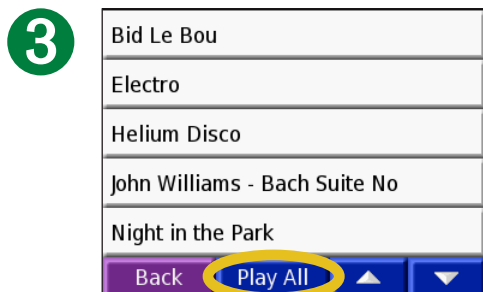 3
Bid Le Bou
Electro
Helium Disco
John Williams - Bach Suite No
Night in the Park
Back Play All